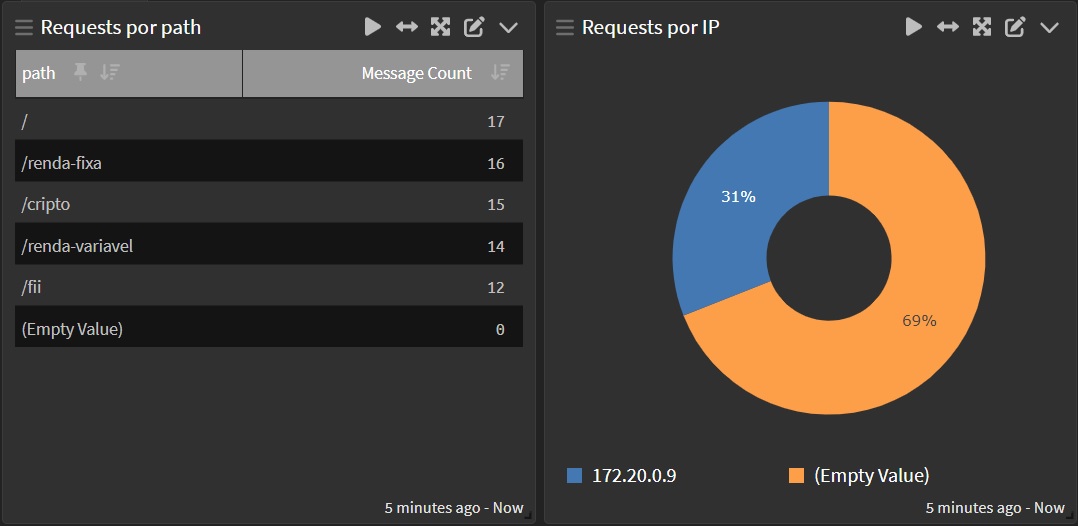 Requests por path
path Message Count
/ 17
/renda-fixa 16
/cripto 15
/renda-variavel 14
/fii 12
(Empty Value) 0
5 minutes ago - Now
Requests por IP
31%
69%
172.20.0.9 (Empty Value)
5 minutes ago - Now